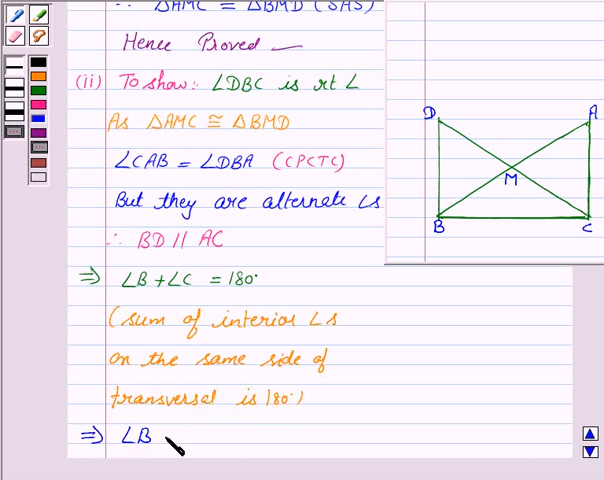 ∴ ΔAMC ≅ ΔBMD (SAS)
Hence Proved
(ii) To show: ∠DBC is rt ∠
As ΔAMC ≅ ΔBMD
∠CAB = ∠DBA (CPCTC)
But they are alternate ∠s
∴ BD // AC
⇒ ∠B + ∠C = 180°
(sum of interior ∠s
on the same side of
transversal is 180°)
⇒ ∠B
D A
M
B C